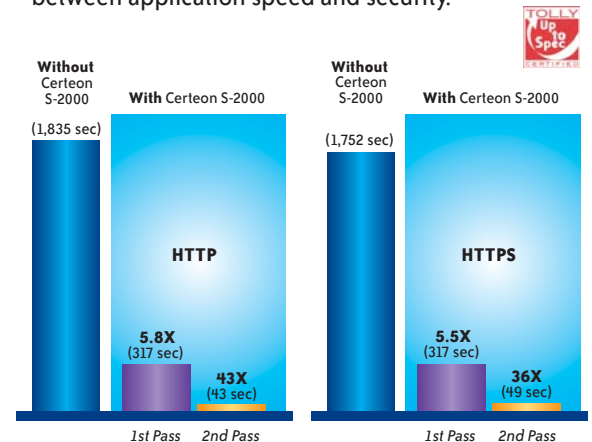 between application speed and security.
TOLLY
Up
to
Spec
CERTIFIED
Without
Certeon
S-2000
With Certeon S-2000
(1,835 sec)
HTTP
5.8X
(317 sec)
43X
(43 sec)
1st Pass
2nd Pass
Without
Certeon
S-2000
With Certeon S-2000
(1,752 sec)
HTTPS
5.5X
(317 sec)
36X
(49 sec)
1st Pass
2nd Pass